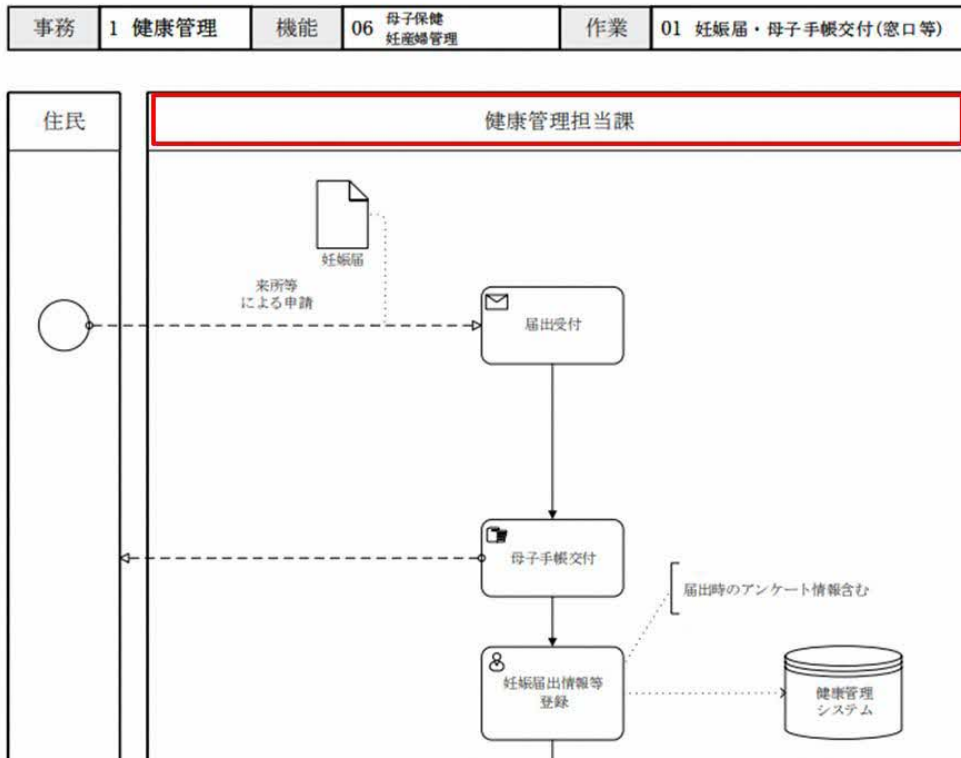 事務
1 健康管理
機能
06 母子保健
妊産婦管理
作業
01 妊娠届・母子手帳交付(窓口等)
住民
健康管理担当課
妊娠届
来所等
による申請
届出受付
母子手帳交付
届出時のアンケート情報含む
妊娠届出情報等
登録
健康管理
システム